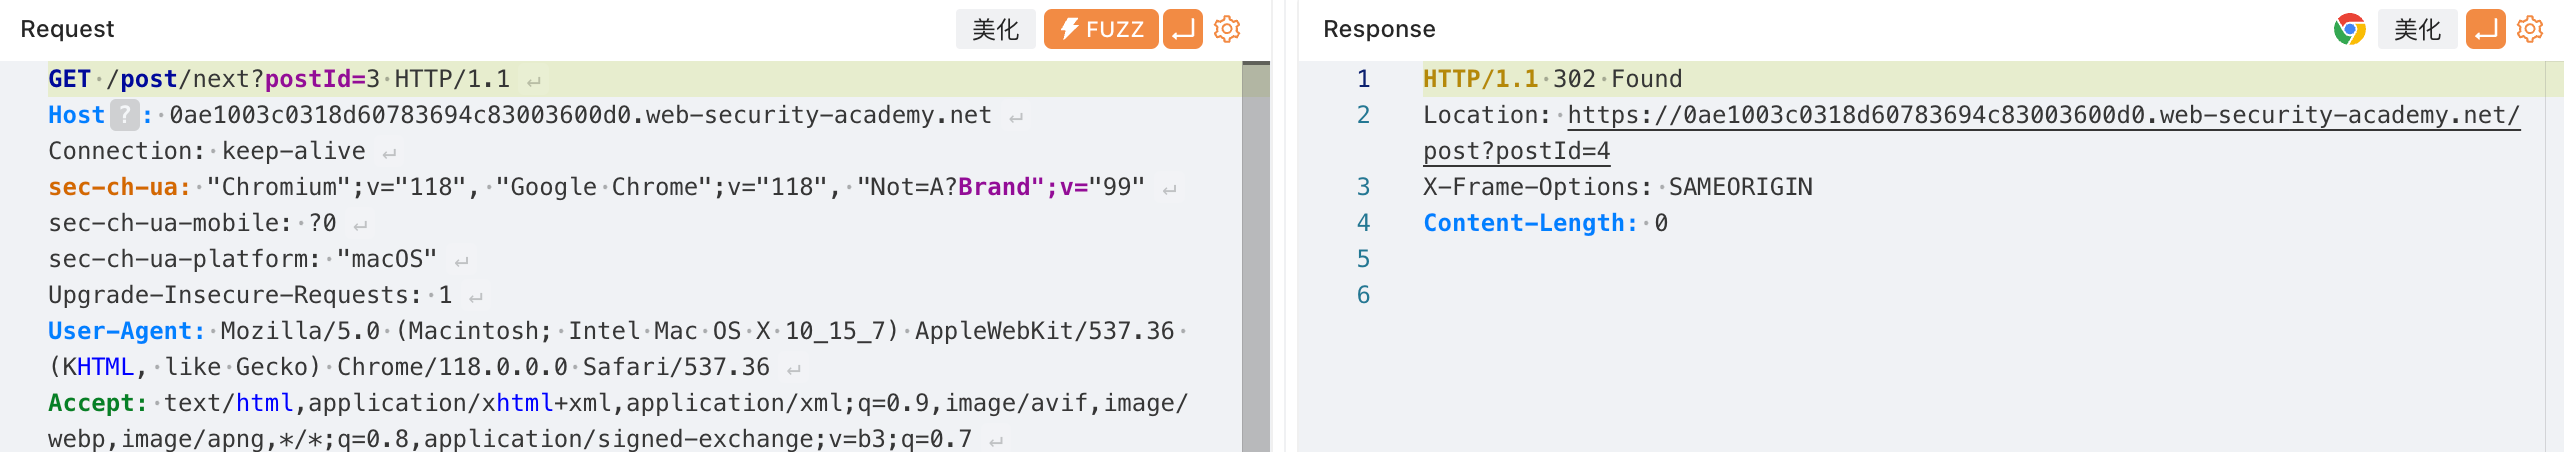 Request
美化
FUZZ
GET /post/next?postId=3 HTTP/1.1
Host ? : 0ae1003c0318d60783694c83003600d0.web-security-academy.net
Connection: keep-alive
sec-ch-ua: "Chromium";v="118", "Google Chrome";v="118", "Not=A?Brand";v="99"
sec-ch-ua-mobile: ?0
sec-ch-ua-platform: "macOS"
Upgrade-Insecure-Requests: 1
User-Agent: Mozilla/5.0 (Macintosh; Intel Mac OS X 10_15_7) AppleWebKit/537.36
(KHTML, like Gecko) Chrome/118.0.0.0 Safari/537.36
Accept: text/html,application/xhtml+xml,application/xml;q=0.9,image/avif,image/
webp,image/apng,*/*;q=0.8,application/signed-exchange;v=b3;q=0.7
Response
美化
1 HTTP/1.1 302 Found
2 Location: https://0ae1003c0318d60783694c83003600d0.web-security-academy.net/
post?postId=4
3 X-Frame-Options: SAMEORIGIN
4 Content-Length: 0
5
6